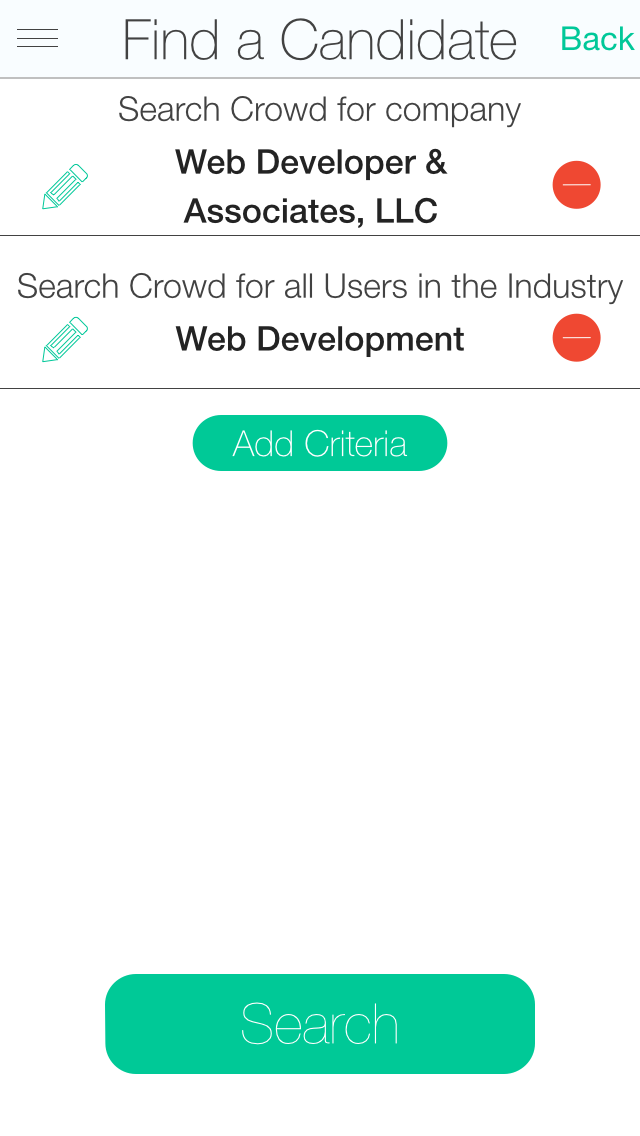 Find a Candidate
Back
Search Crowd for company
Web Developer &
Associates, LLC
Search Crowd for all Users in the Industry
Web Development
Add Criteria
Search